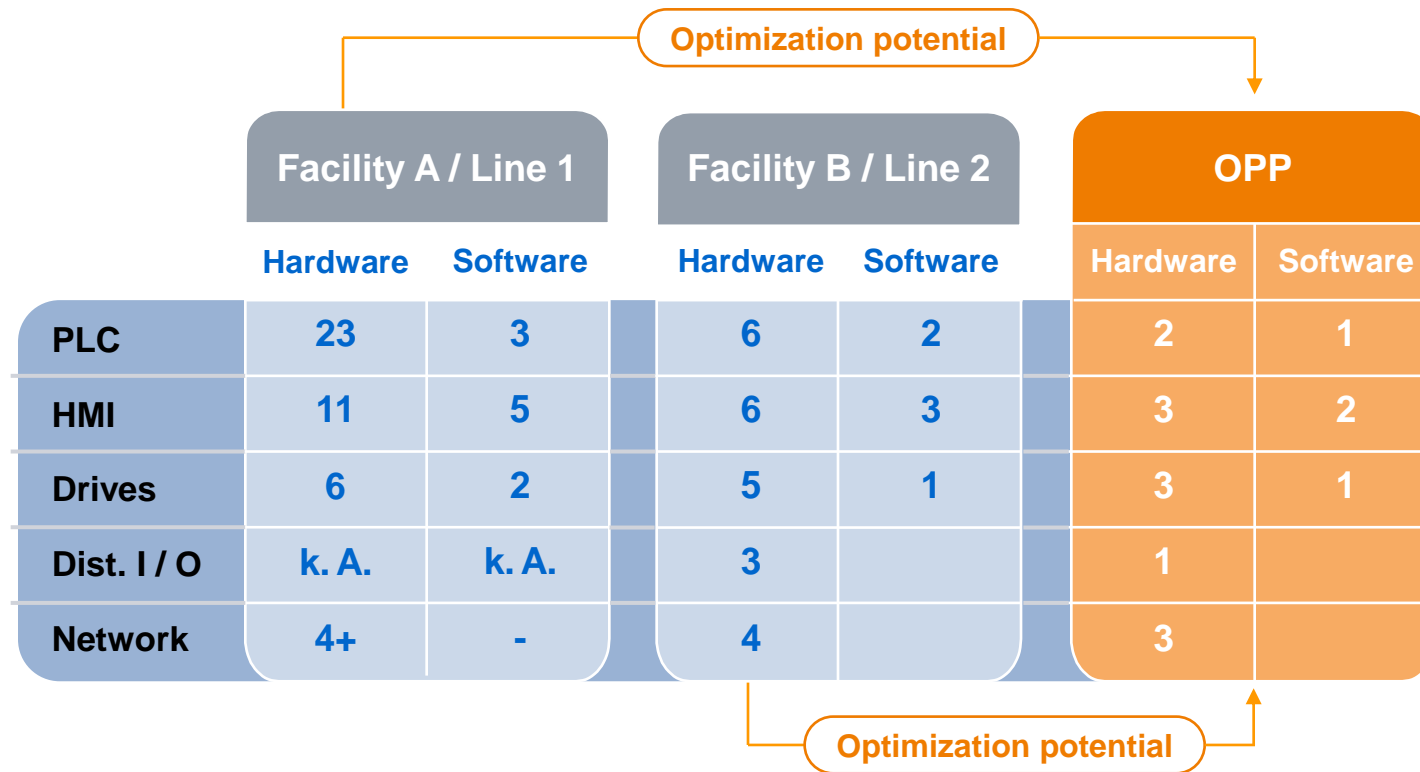 Optimization potential
Facility A / Line 1 Facility B / Line 2 OPP
Hardware Software Hardware Software Hardware Software
PLC 23 3 6 2 2 1
HMI 11 5 6 3 3 2
Drives 6 2 5 1 3 1
Dist. I / O k. A. k. A. 3 1
Network 4+ - 4 3
Optimization potential